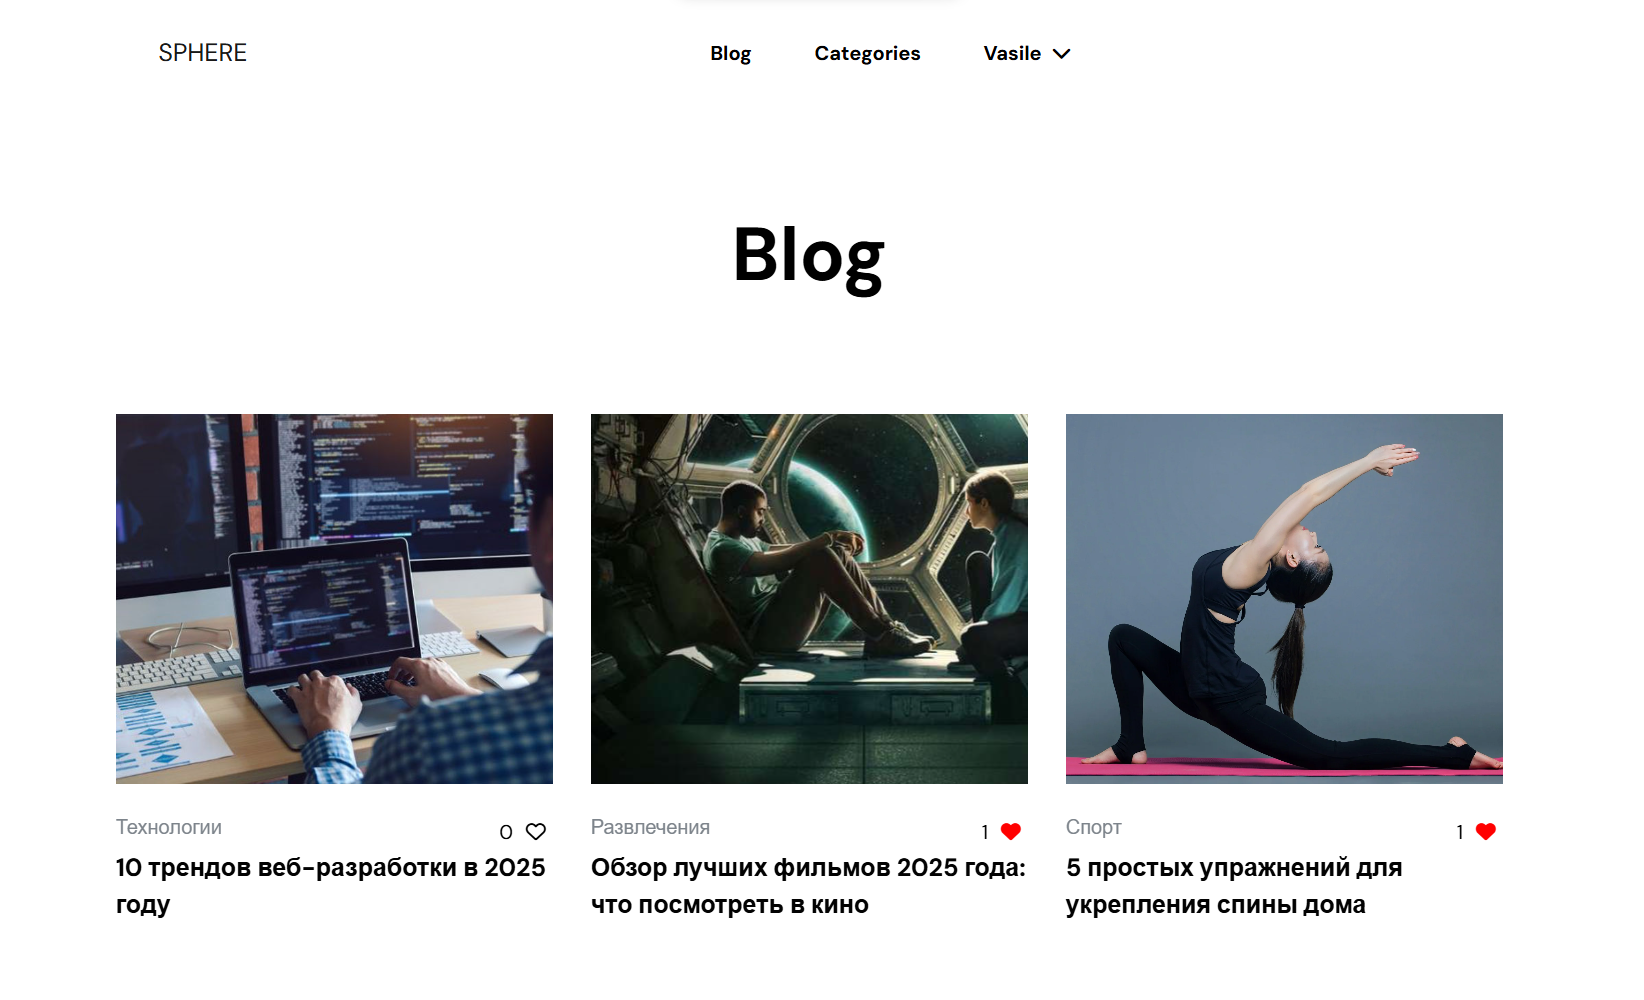 SPHERE
Blog
Categories
Vasile
Blog
Технологии
0
10 трендов веб-разработки в 2025
году
Развлечения
1
Обзор лучших фильмов 2025 года:
что посмотреть в кино
Спорт
1
5 простых упражнений для
укрепления спины дома